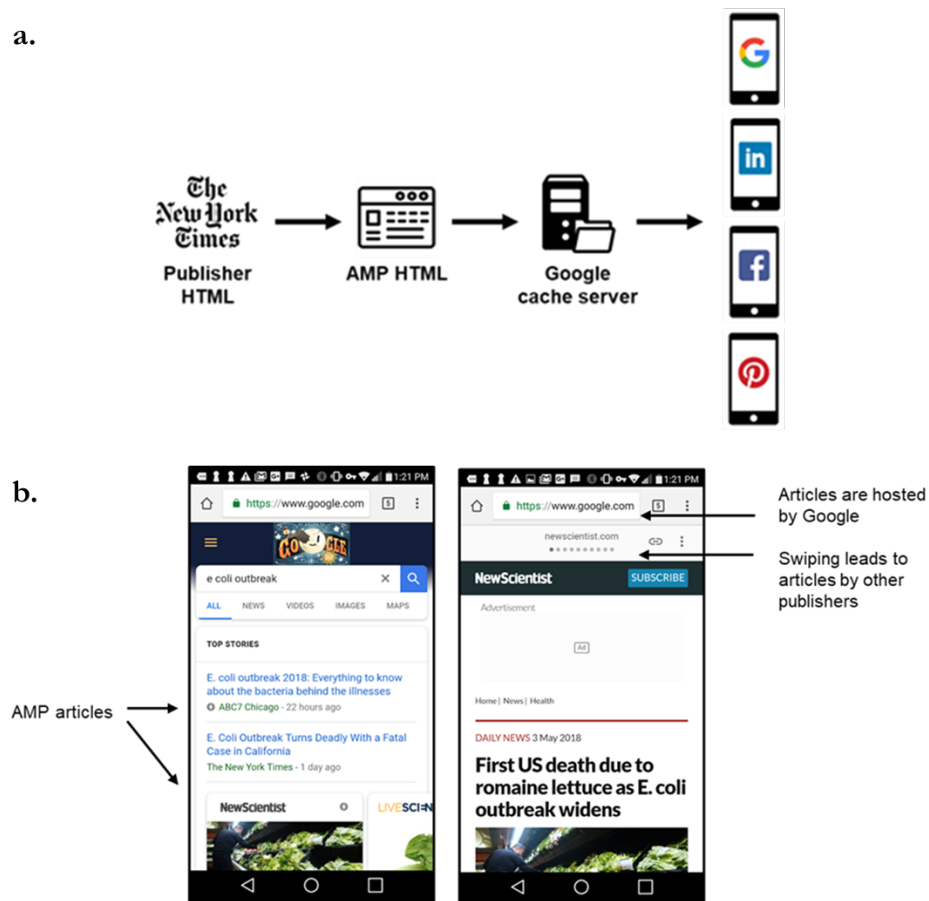 a.
The
New York
Times
Publisher
HTML
AMP HTML
Google
cache server
G
in
f
b.
1:21 PM
https://www.google.com
5
GOOGLE
e coli outbreak
ALL NEWS VIDEOS IMAGES MAPS
TOP STORIES
E. coli outbreak 2018: Everything to know
about the bacteria behind the illnesses
ABC7 Chicago - 22 hours ago
E. Coli Outbreak Turns Deadly With a Fatal
Case in California
The New York Times - 1 day ago
NewScientist
LIVESCIEN
AMP articles
1:21 PM
https://www.google.com
5
newscientist.com
NewScientist
SUBSCRIBE
Advertisement
Ad
Home| News| Health
DAILY NEWS 3 May 2018
First US death due to
romaine lettuce as E. coli
outbreak widens
Articles are hosted
by Google
Swiping leads to
articles by other
publishers